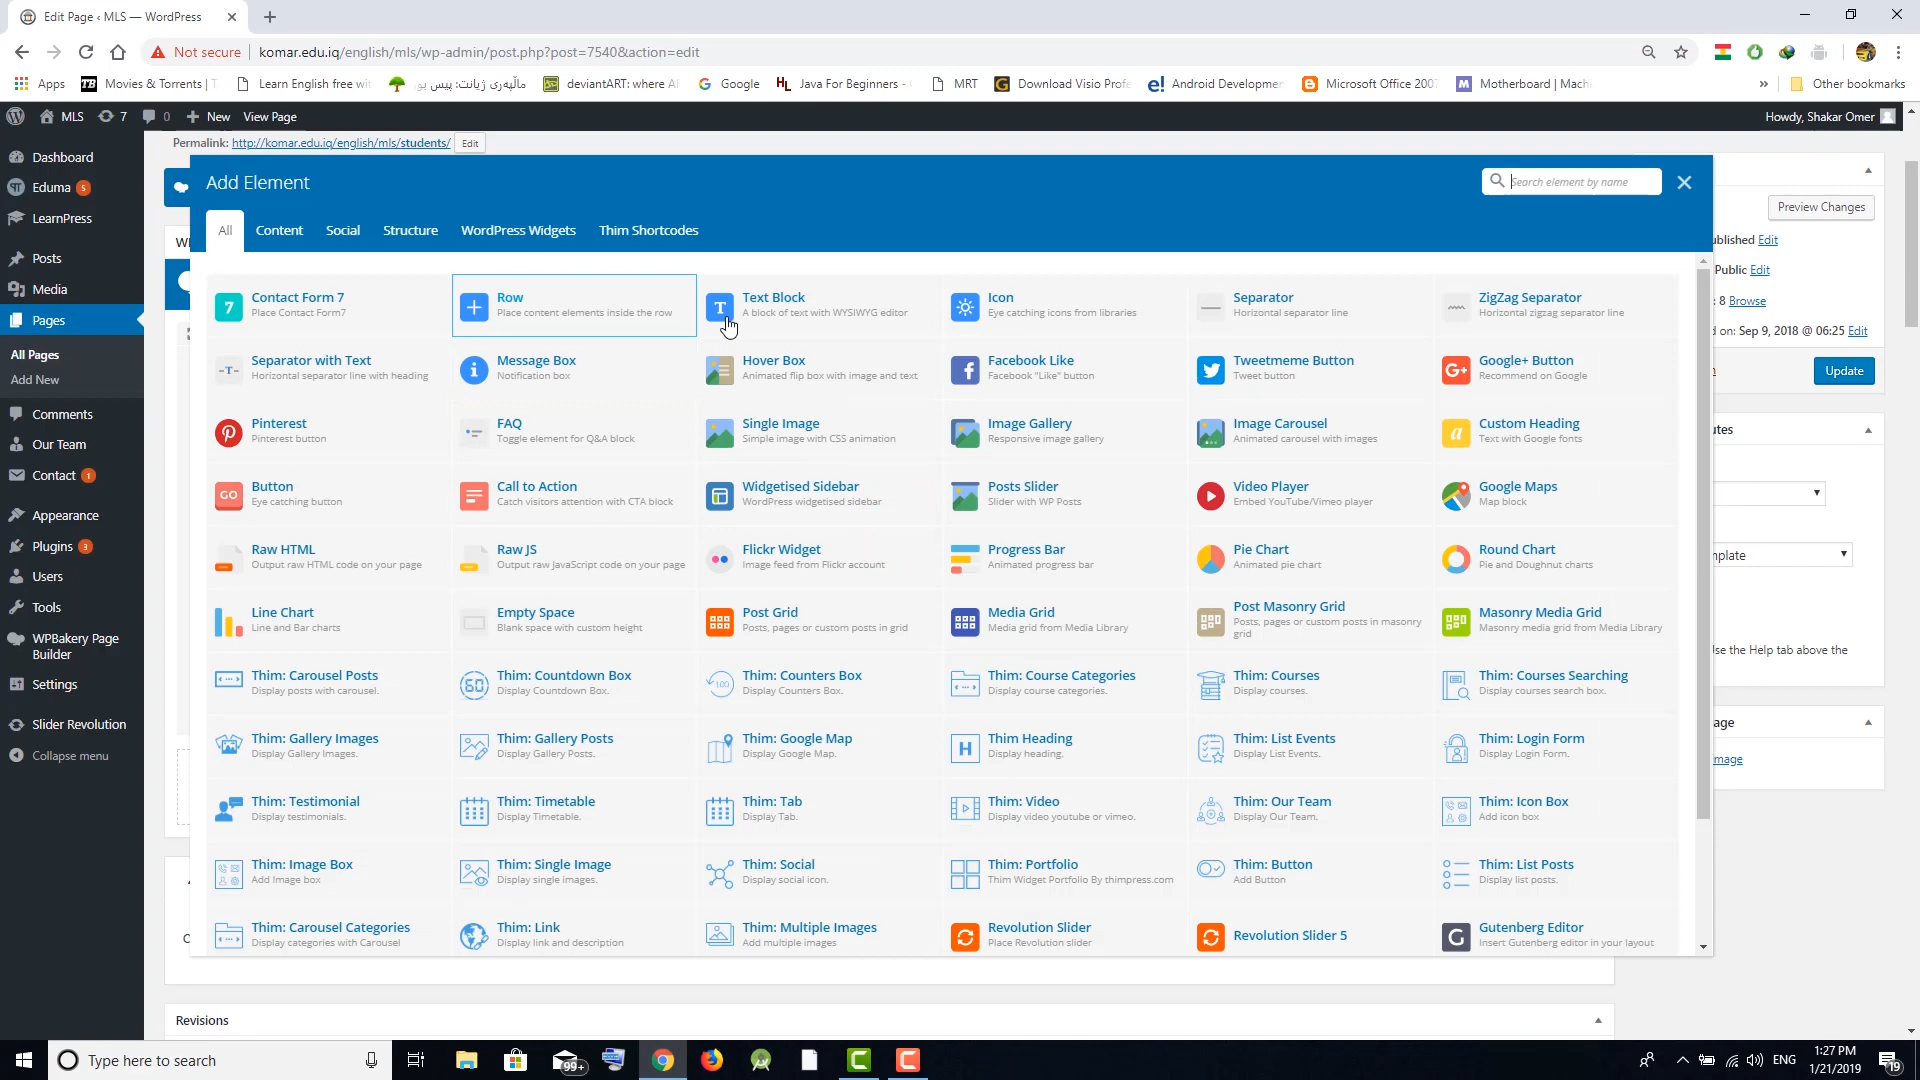 Edit Page ‹ MLS — WordPress
Not secure
komar.edu.iq/english/mls/wp-admin/post.php?post=7540&action=edit
Apps
Movies & Torrents |
Learn English free wi
deviantART: where A
Google
Java For Beginners -
MRT
Download Visio Profe
Android Developmen
Microsoft Office 2007
Motherboard | Mach
Other bookmarks
MLS
7
0
New
View Page
Howdy, Shakar Omer
Dashboard
Eduma 5
LearnPress
Posts
Media
Pages
All Pages
Add New
Comments
Our Team
Contact 1
Appearance
Plugins 3
Users
Tools
WPBakery Page
Builder
Settings
Slider Revolution
Collapse menu
Permalink: http://komar.edu.iq/english/mls/students/
Edit
Add Element
Search element by name
All
Content
Social
Structure
WordPress Widgets
Thim Shortcodes
Contact Form 7
Place Contact Form7
Row
Place content elements inside the row
Text Block
A block of text with WYSIWYG editor
Icon
Eye catching icons from libraries
Separator
Horizontal separator line
ZigZag Separator
Horizontal zigzag separator line
Separator with Text
Horizontal separator line with heading
Message Box
Notification box
Hover Box
Animated flip box with image and text
Facebook Like
Facebook "Like" button
Tweetmeme Button
Tweet button
Google+ Button
Recommend on Google
Pinterest
Pinterest button
FAQ
Toggle element for Q&A block
Single Image
Simple image with CSS animation
Image Gallery
Responsive image gallery
Image Carousel
Animated carousel with images
Custom Heading
Text with Google fonts
Button
Eye catching button
Call to Action
Catch visitors attention with CTA block
Widgetised Sidebar
WordPress widgetised sidebar
Posts Slider
Slider with WP Posts
Video Player
Embed YouTube/Vimeo player
Google Maps
Map block
Raw HTML
Output raw HTML code on your page
Raw JS
Output raw JavaScript code on your page
Flickr Widget
Image feed from Flickr account
Progress Bar
Animated progress bar
Pie Chart
Animated pie chart
Round Chart
Pie and Doughnut charts
Line Chart
Line and Bar charts
Empty Space
Blank space with custom height
Post Grid
Posts, pages or custom posts in grid
Media Grid
Media grid from Media Library
Post Masonry Grid
Posts, pages or custom posts in masonry
grid
Masonry Media Grid
Masonry media grid from Media Library
Thim: Carousel Posts
Display posts with carousel.
Thim: Countdown Box
Display Countdown Box.
Thim: Counters Box
Display Counters Box.
Thim: Course Categories
Display course categories.
Thim: Courses
Display courses.
Thim: Courses Searching
Display courses search box.
Thim: Gallery Images
Display Gallery Images.
Thim: Gallery Posts
Display Gallery Posts.
Thim: Google Map
Display Google Map.
Thim Heading
Display heading.
Thim: List Events
Display List Events.
Thim: Login Form
Display Login Form.
Thim: Testimonial
Display testimonials.
Thim: Timetable
Display Timetable.
Thim: Tab
Display Tab.
Thim: Video
Display video youtube or vimeo.
Thim: Our Team
Display Our Team.
Thim: Icon Box
Add icon box
Thim: Image Box
Add Image box
Thim: Single Image
Display single images.
Thim: Social
Display social icon.
Thim: Portfolio
Thim Widget Portfolio By thimpress.com
Thim: Button
Add Button
Thim: List Posts
Display list posts.
Thim: Carousel Categories
Display categories with Carousel
Thim: Link
Display link and description
Thim: Multiple Images
Add multiple images
Revolution Slider
Place Revolution slider
Revolution Slider 5
Gutenberg Editor
Insert Gutenberg editor in your layout
Preview Changes
ublished Edit
Public Edit
: 8 Browse
d on: Sep 9, 2018 @ 06:25 Edit
Update
utes
mplate
Use the Help tab above the
age
image
Revisions
Type here to search
99+
ENG
1:27 PM
1/21/2019
19